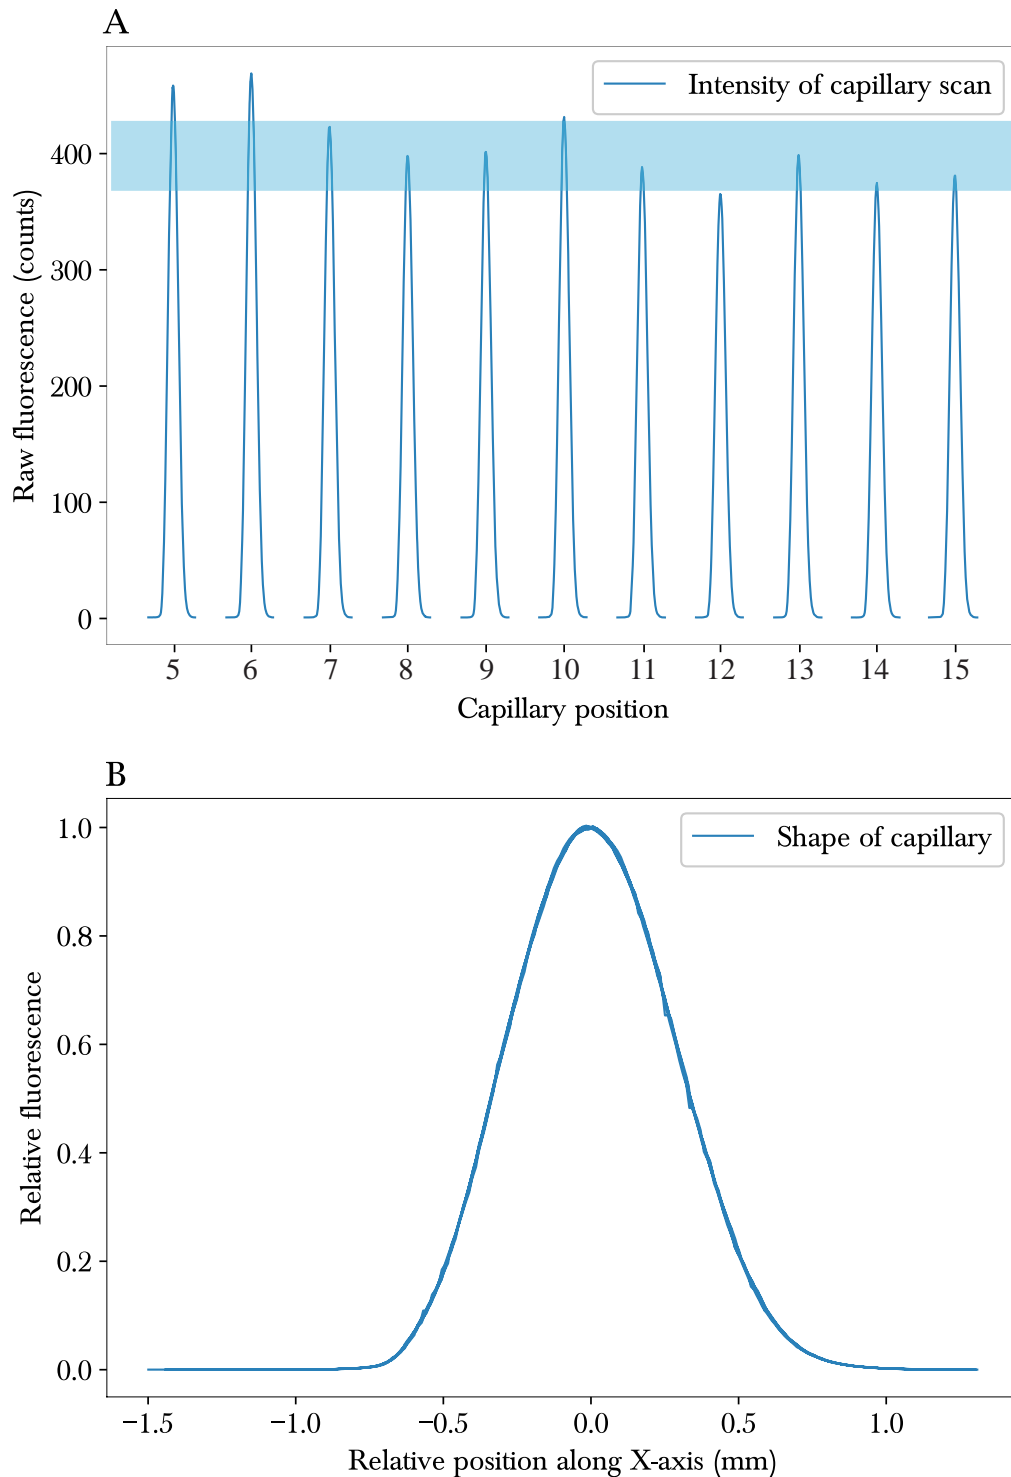 A
Intensity of capillary scan
400
300
200
100
0
Raw fluorescence (counts)
5 6 7 8 9 10 11 12 13 14 15
Capillary position
B
Shape of capillary
1.0
0.8
0.6
0.4
0.2
0.0
Relative fluorescence
−1.5 −1.0 −0.5 0.0 0.5 1.0
Relative position along X-axis (mm)